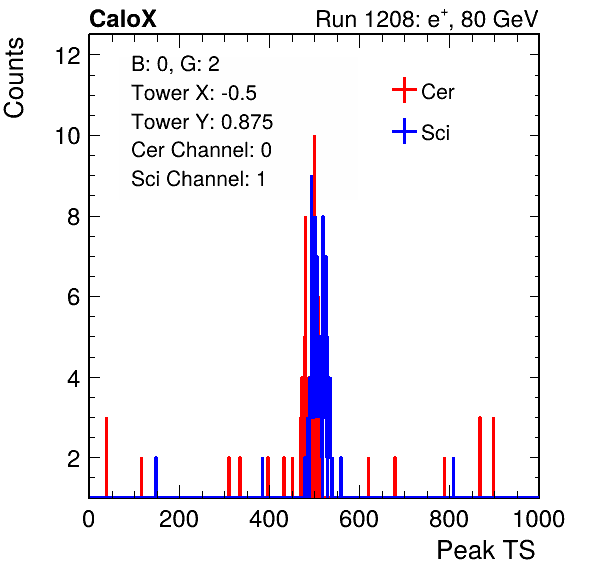 CaloX
Run 1208: e+, 80 GeV
Counts
B: 0, G: 2
Tower X: -0.5
Tower Y: 0.875
Cer Channel: 0
Sci Channel: 1
Cer
Sci
12
10
8
6
4
2
0 200 400 600 800 1000
Peak TS